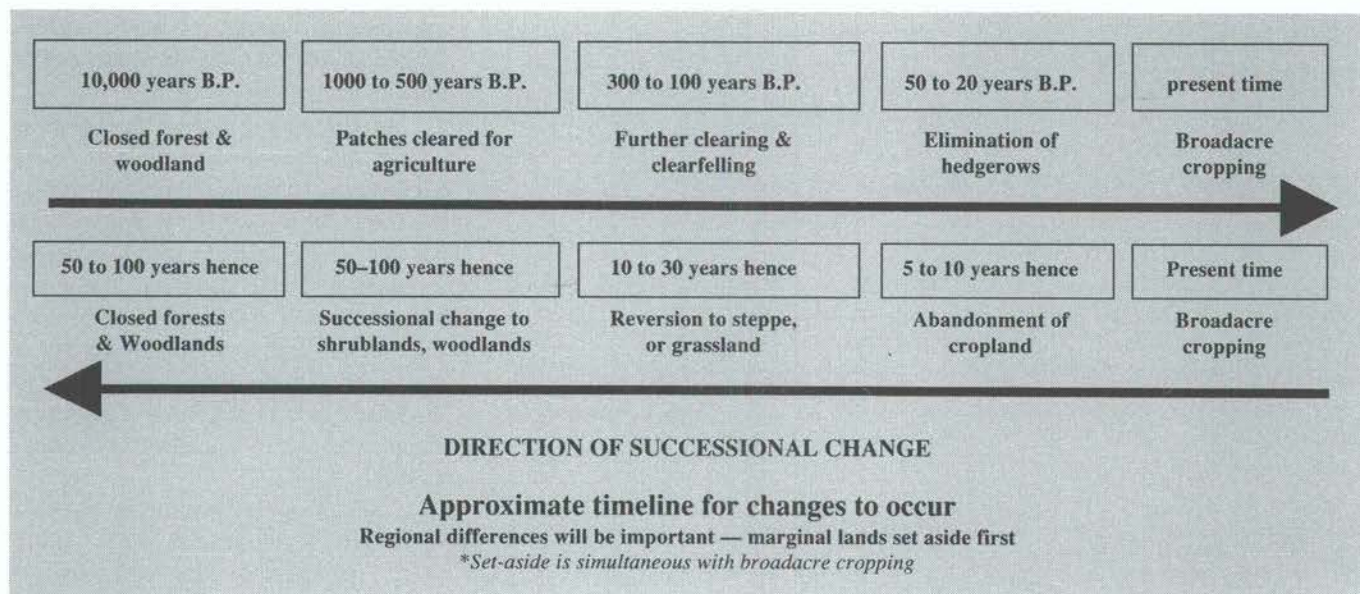 10,000 years B.P.
1000 to 500 years B.P.
300 to 100 years B.P.
50 to 20 years B.P.
present time
Closed forest &
woodland
Patches cleared for
agriculture
Further clearing &
clearfelling
Elimination of
hedgerows
Broadacre
cropping
50 to 100 years hence
50–100 years hence
10 to 30 years hence
5 to 10 years hence
Present time
Closed forests
& Woodlands
Successional change to
shrublands, woodlands
Reversion to steppe,
or grassland
Abandonment of
cropland
Broadacre
cropping
DIRECTION OF SUCCESSIONAL CHANGE
Approximate timeline for changes to occur
Regional differences will be important — marginal lands set aside first
*Set-aside is simultaneous with broadacre cropping